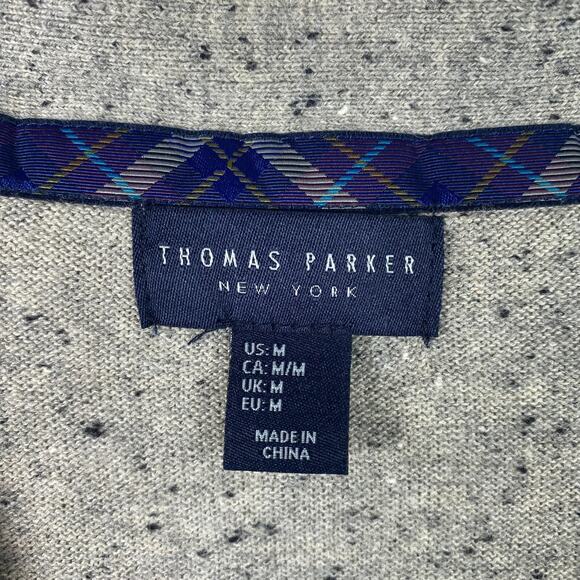 THOMAS PARKER
NEW YORK
US: M
CA: M/M
UK: M
EU: M
MADE IN
CHINA